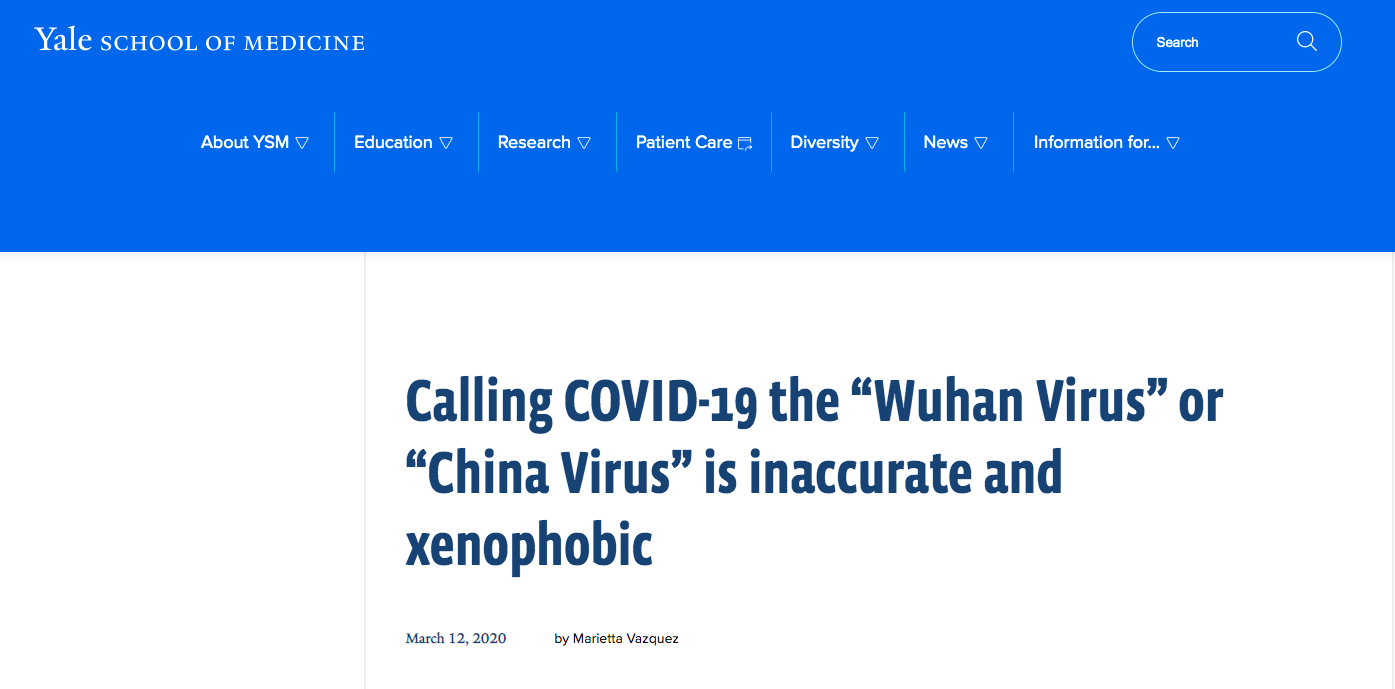 Yale SCHOOL OF MEDICINE
Search
About YSM
Education
Research
Patient Care
Diversity
News
Information for...
Calling COVID-19 the “Wuhan Virus” or
“China Virus” is inaccurate and
xenophobic
March 12, 2020
by Marietta Vazquez